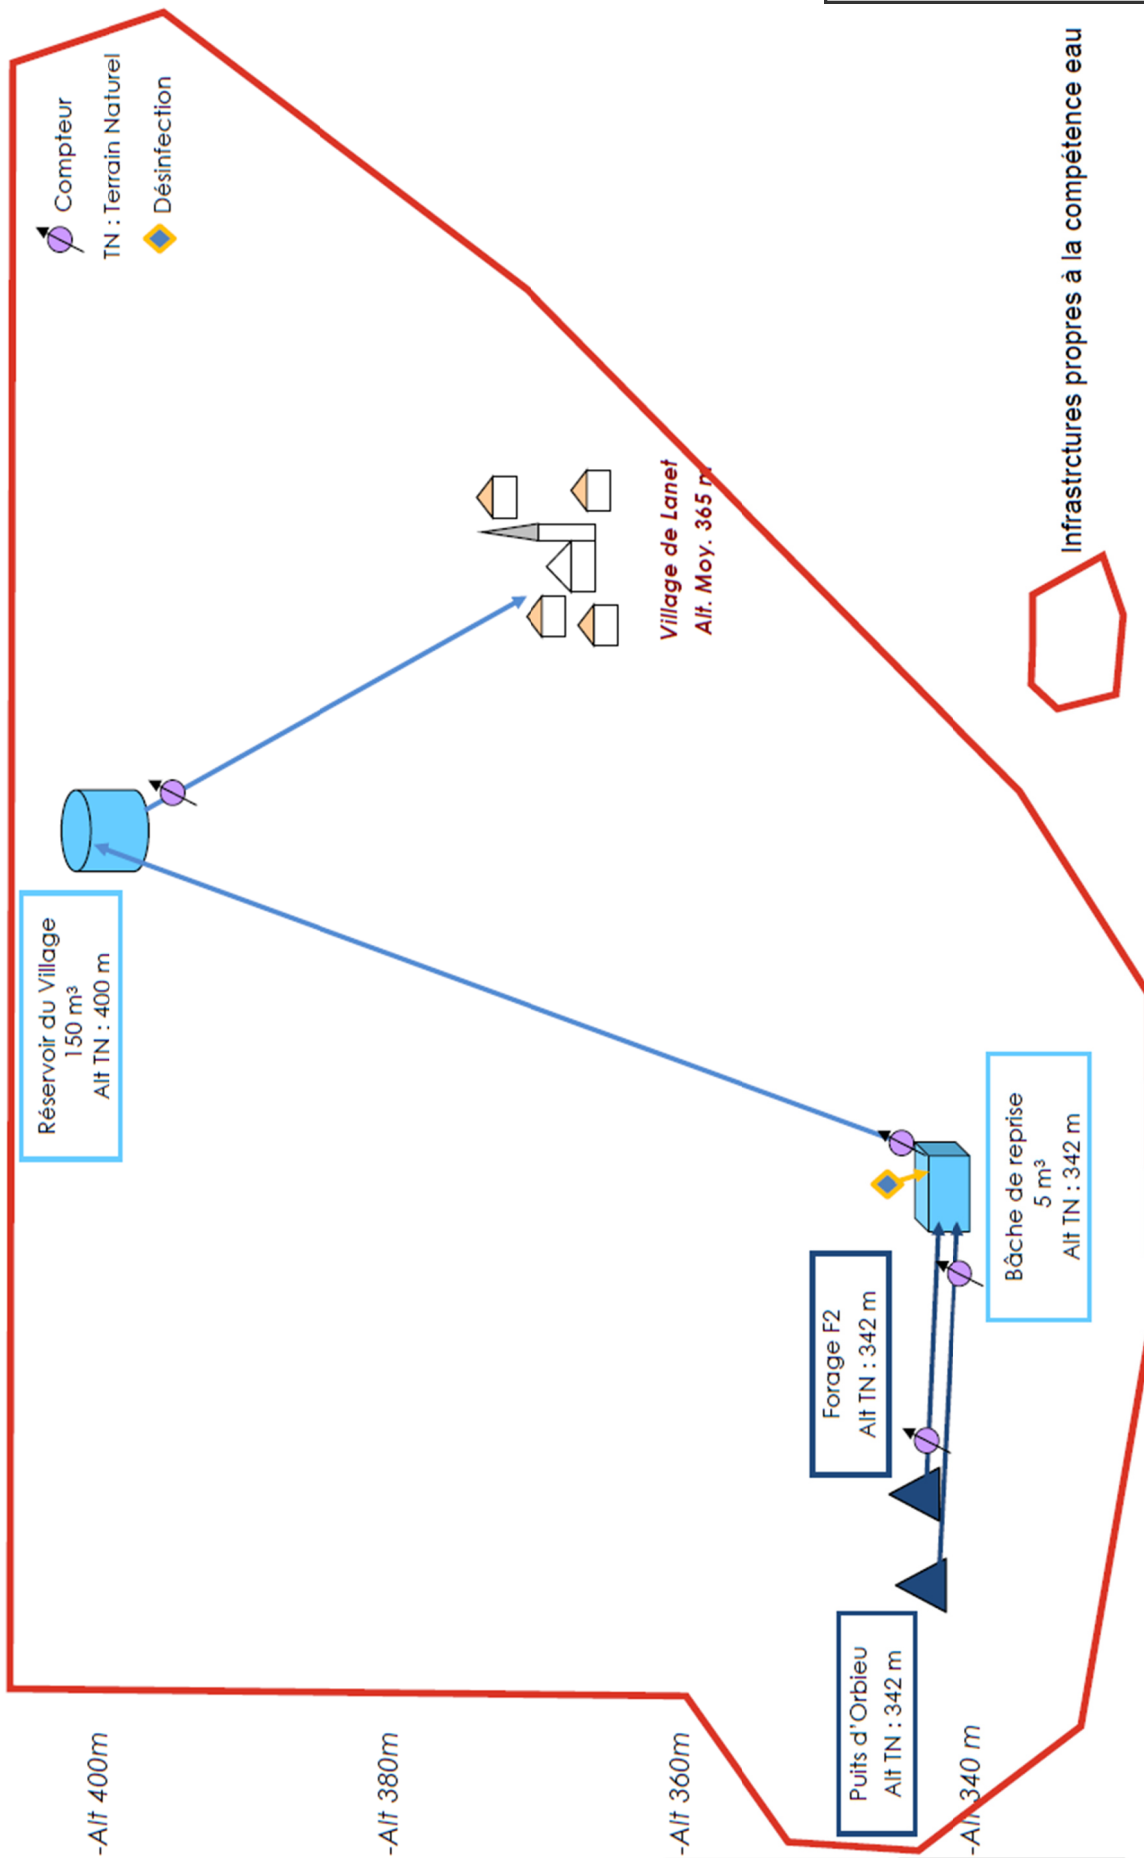 Compteur
TN : Terrain Naturel
Désinfection
Réservoir du Village
150 m³
Alt TN : 400 m
-Alt 400m
-Alt 380m
-Alt 360m
-Alt 340 m
Village de Lanet
Alt. Moy. 365 m
Forage F2
Alt TN : 342 m
Puits d'Orbieu
Alt TN : 342 m
Bâche de reprise
5 m³
Alt TN : 342 m
Infrastrctures propres à la compétence eau